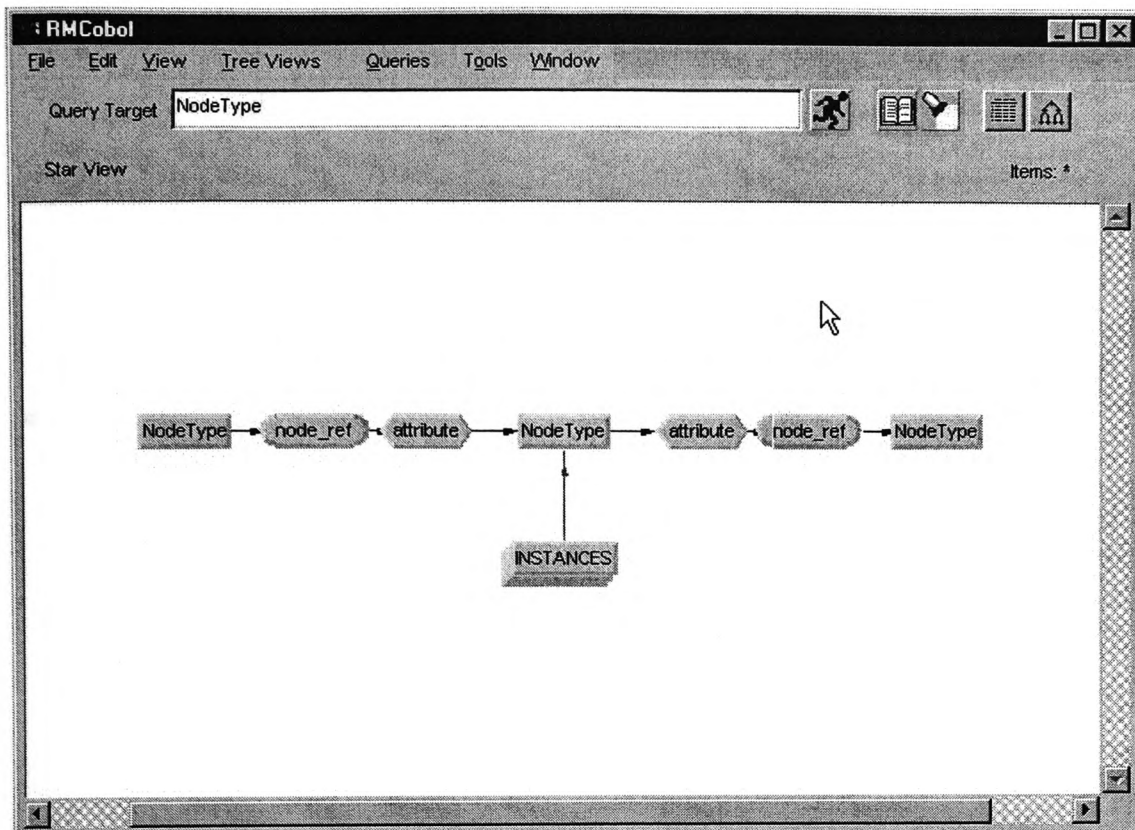 RMCobol
File Edit View Tree Views Queries Tools Window
Query Target NodeType
Star View Items: *
NodeType node_ref attribute NodeType attribute node_ref NodeType
INSTANCES